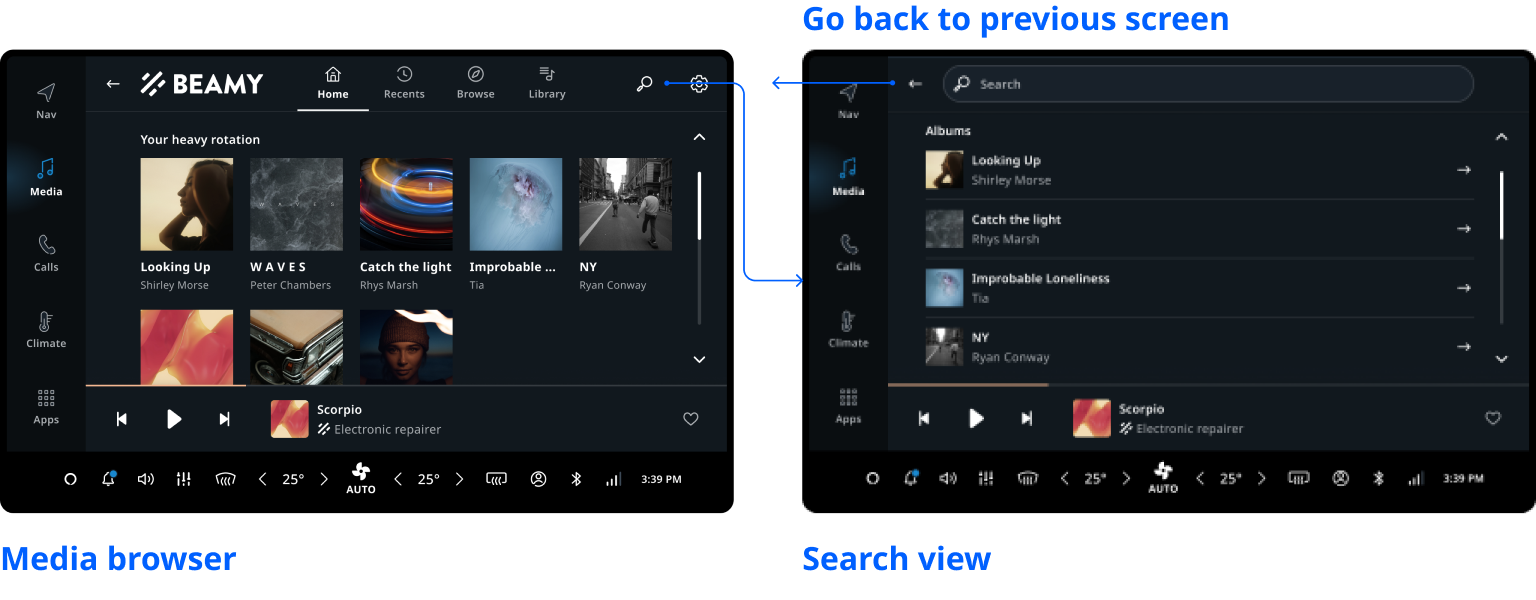 Go back to previous screen
BEAMY
Home
Recents
Browse
Library
Nav
Media
Calls
Climate
Apps
Your heavy rotation
Looking Up
Shirley Morse
W A V E S
W A V E S
Peter Chambers
Catch the light
Rhys Marsh
Improbable ...
Tia
NY
Ryan Conway
Scorpio
Electronic repairer
25°
AUTO
25°
3:39 PM
Media browser
Search
Nav
Media
Calls
Climate
Apps
Albums
Looking Up
Shirley Morse
Catch the light
Rhys Marsh
Improbable Loneliness
Tia
NY
Ryan Conway
Scorpio
Electronic repairer
25°
AUTO
25°
3:39 PM
Search view